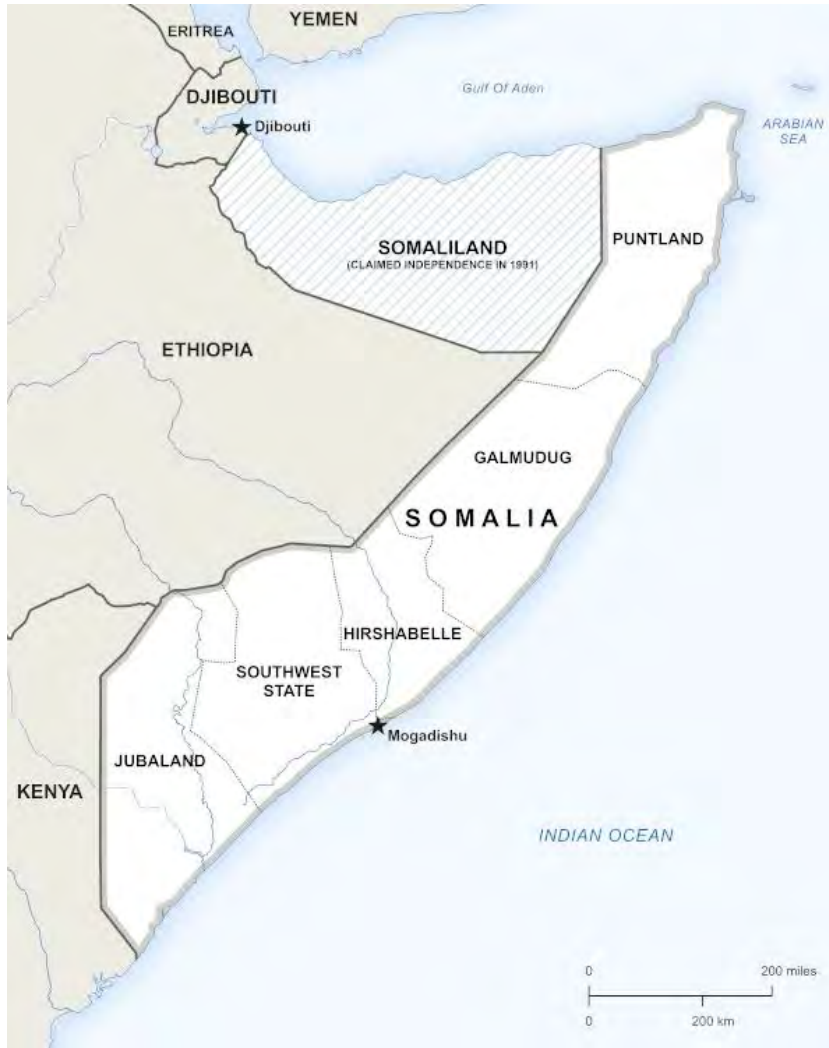 YEMEN
ERITREA
Gulf Of Aden
DJIBOUTI
Djibouti
ARABIAN
SEA
PUNTLAND
SOMALILAND
(CLAIMED INDEPENDENCE IN 1991)
ETHIOPIA
GALMUDUG
SOMALIA
HIRSHABELLE
SOUTHWEST
STATE
Mogadishu
JUBALAND
KENYA
INDIAN OCEAN
0 200 miles
0 200 km